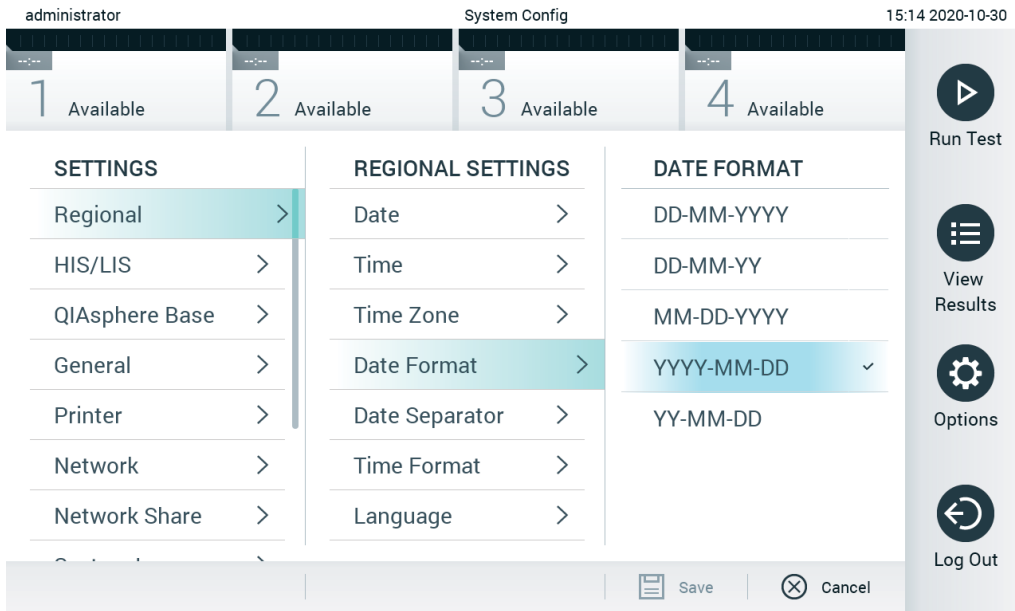 administrator System Config 15:14 2020-10-30
--:-- --:-- --:-- --:--
1 Available 2 Available 3 Available 4 Available
Run Test
View
Results
Options
Log Out
SETTINGS
Regional
HIS/LIS
QIAsphere Base
General
Printer
Network
Network Share
REGIONAL SETTINGS
Date
Time
Time Zone
Date Format
Date Separator
Time Format
Language
DATE FORMAT
DD-MM-YYYY
DD-MM-YY
MM-DD-YYYY
YYYY-MM-DD
YY-MM-DD
Save Cancel